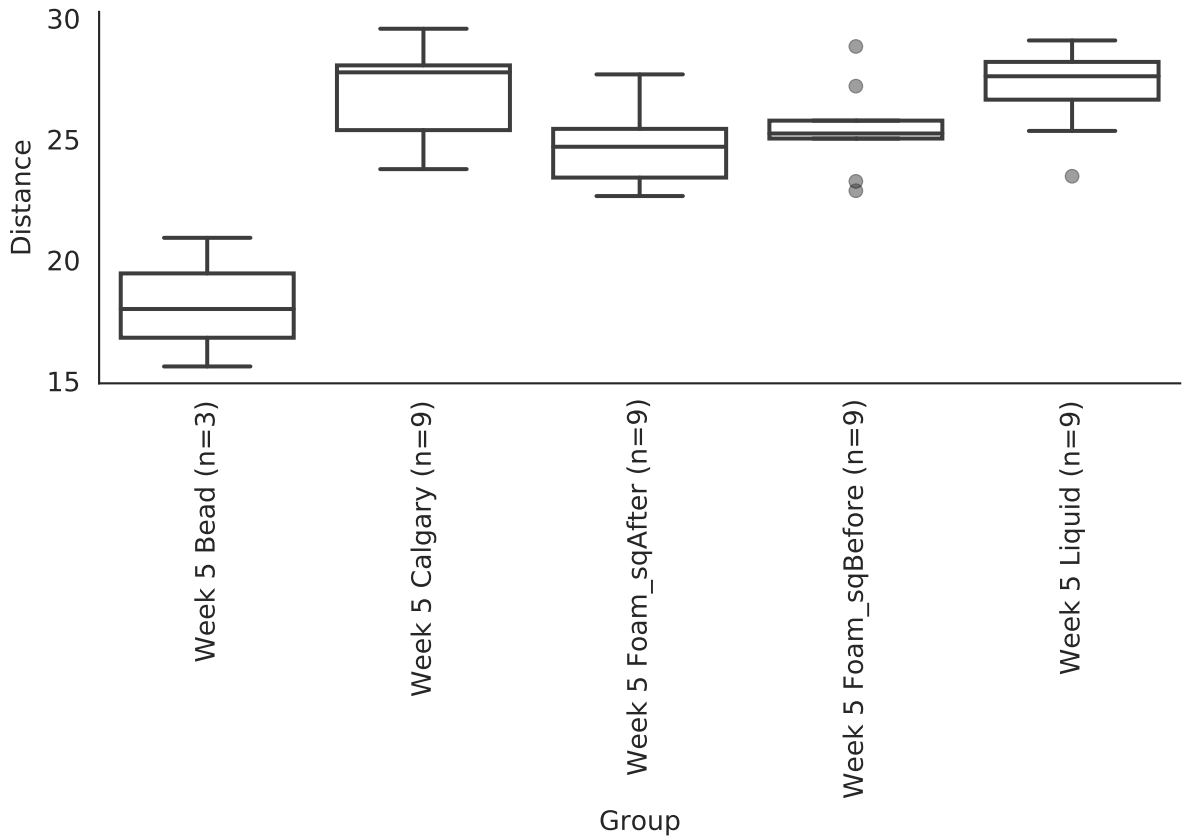 30
25
20
15
Distance
Week 5 Bead (n=3)
Week 5 Calgary (n=9)
Week 5 Foam_sqAfter (n=9)
Week 5 Foam_sqBefore (n=9)
Week 5 Liquid (n=9)
Group